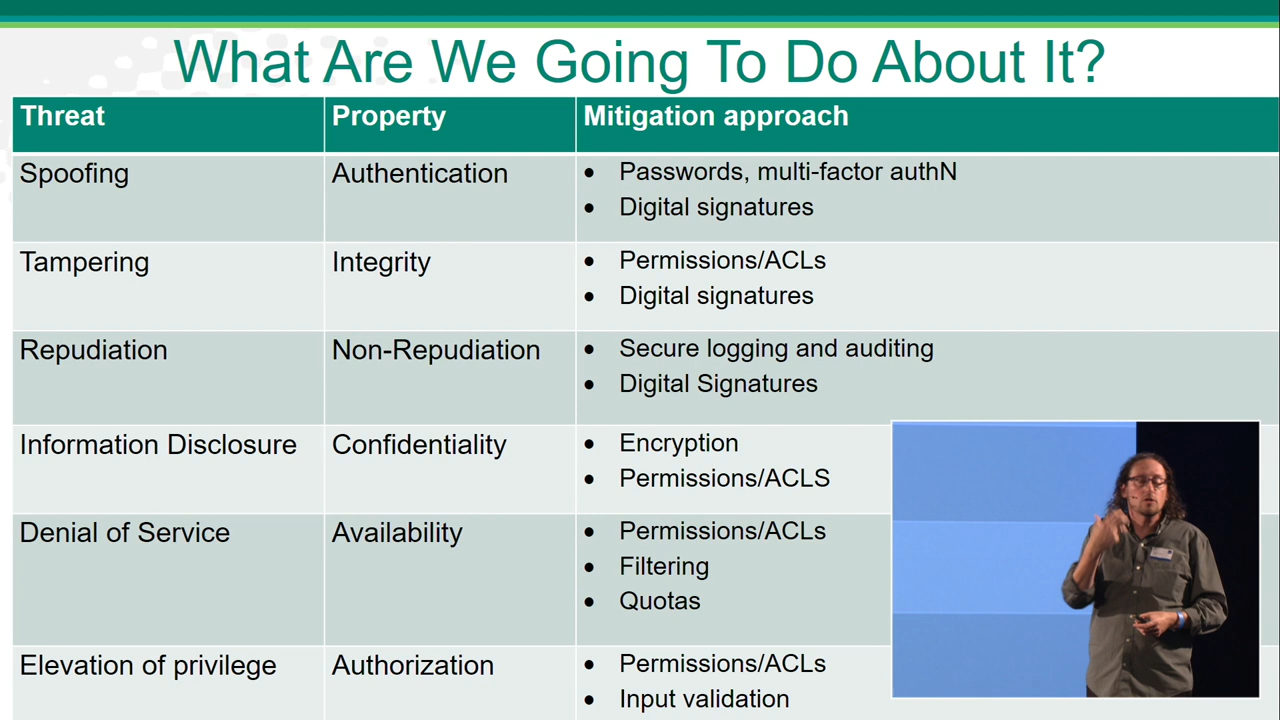 What Are We Going To Do About It?
Threat Property Mitigation approach
Spoofing Authentication • Passwords, multi-factor authN
• Digital signatures
Tampering Integrity • Permissions/ACLs
• Digital signatures
Repudiation Non-Repudiation • Secure logging and auditing
• Digital Signatures
Information Disclosure Confidentiality • Encryption
• Permissions/ACLS
Denial of Service Availability • Permissions/ACLs
• Filtering
• Quotas
Elevation of privilege Authorization • Permissions/ACLs
• Input validation